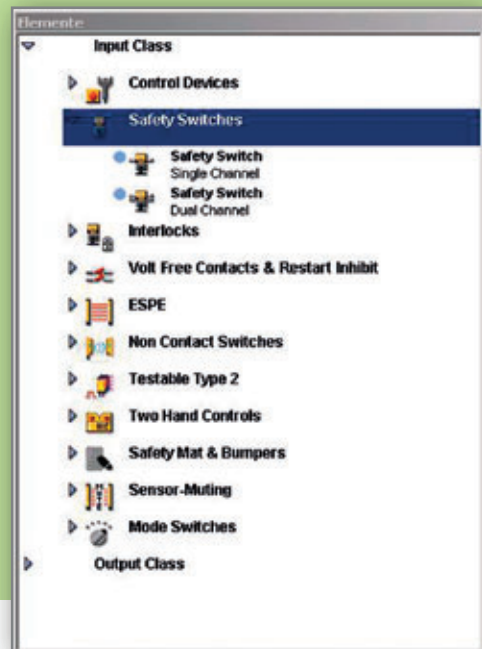 Elemente
Input Class
Control Devices
Safety Switches
Safety Switch
Single Channel
Safety Switch
Dual Channel
Interlocks
Volt Free Contacts & Restart Inhibit
ESPE
Non Contact Switches
Testable Type 2
Two Hand Controls
Safety Mat & Bumpers
Sensor-Muting
Mode Switches
Output Class